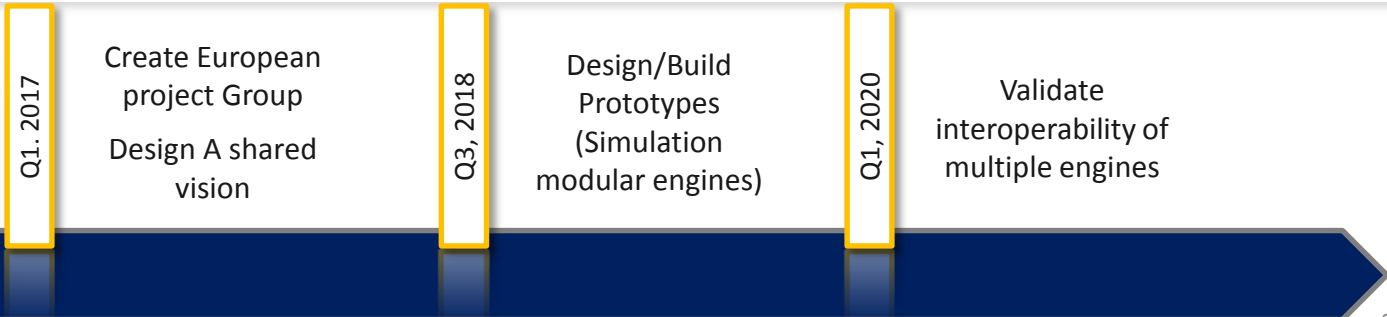 Q1. 2017
Create European
project Group
Design A shared
vision
Q3, 2018
Design/Build
Prototypes
(Simulation
modular engines)
Q1, 2020
Validate
interoperability of
multiple engines